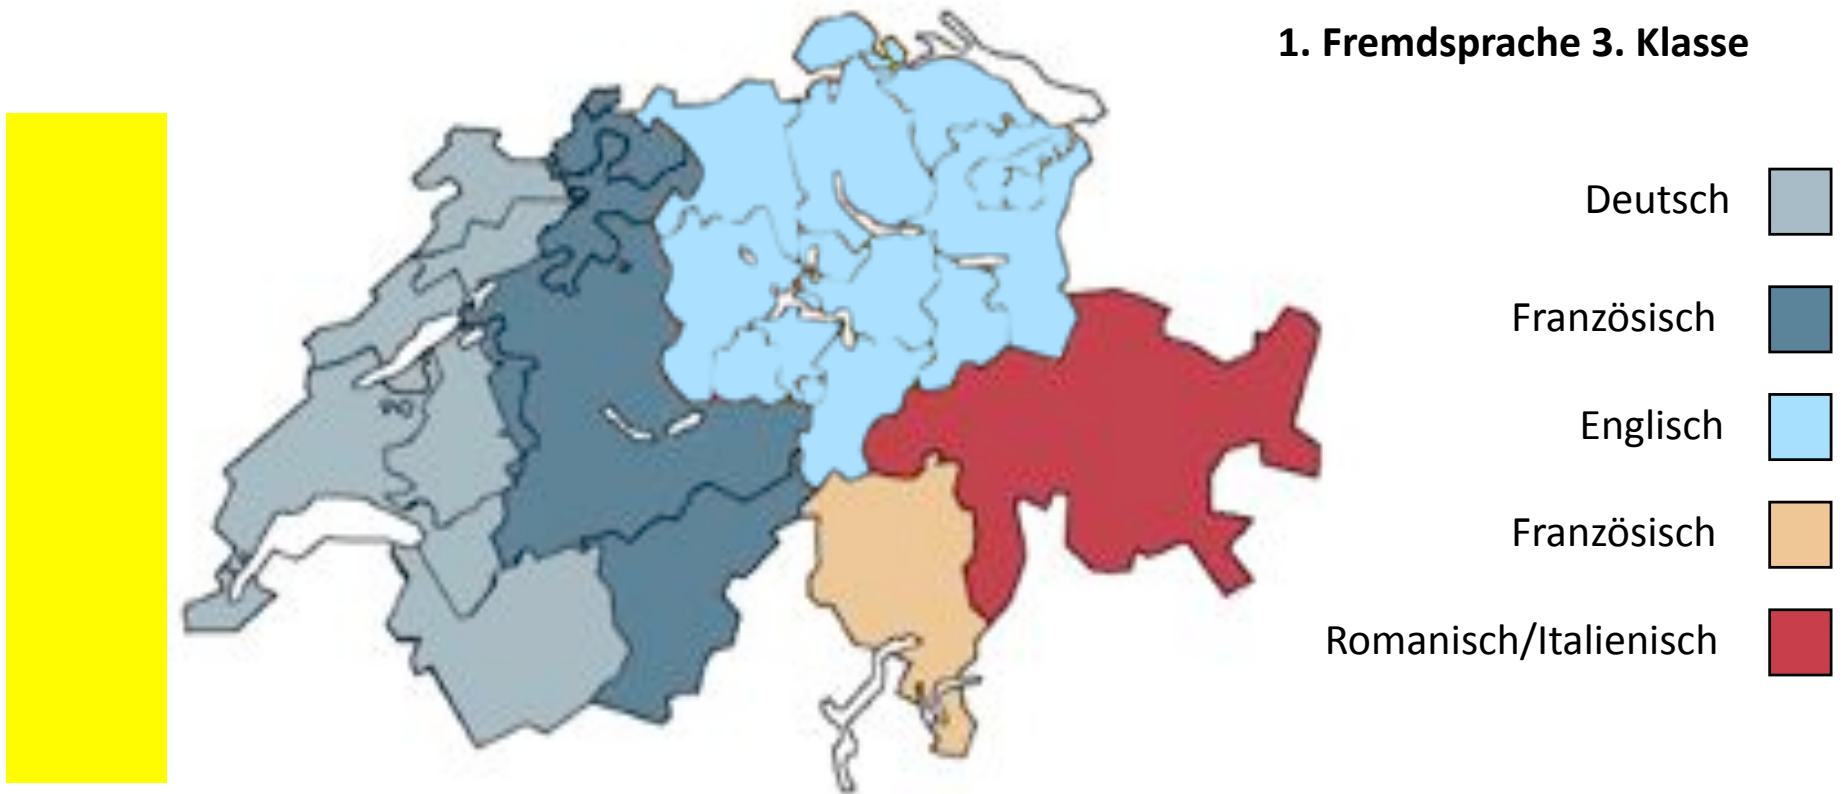 1. Fremdsprache 3. Klasse
Deutsch
Französisch
Englisch
Französisch
Romanisch/Italienisch